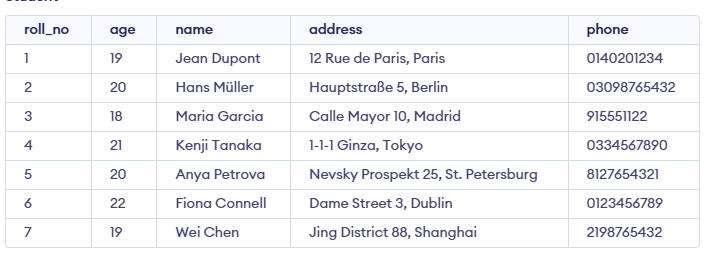 roll_no age name address phone
1 19 Jean Dupont 12 Rue de Paris, Paris 0140201234
2 20 Hans Müller Hauptstraße 5, Berlin 03098765432
3 18 Maria Garcia Calle Mayor 10, Madrid 915551122
4 21 Kenji Tanaka 1-1-1 Ginza, Tokyo 0334567890
5 20 Anya Petrova Nevsky Prospekt 25, St. Petersburg 8127654321
6 22 Fiona Connell Dame Street 3, Dublin 0123456789
7 19 Wei Chen Jing District 88, Shanghai 2198765432